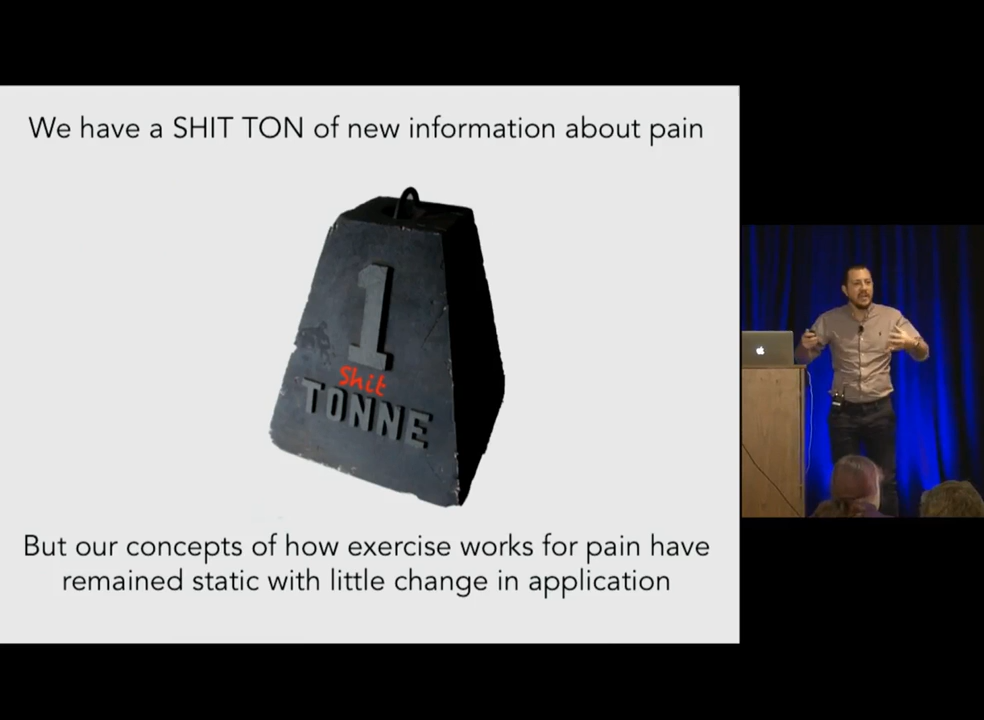 We have a SHIT TON of new information about pain
1
Shit
TONNE
But our concepts of how exercise works for pain have
remained static with little change in application